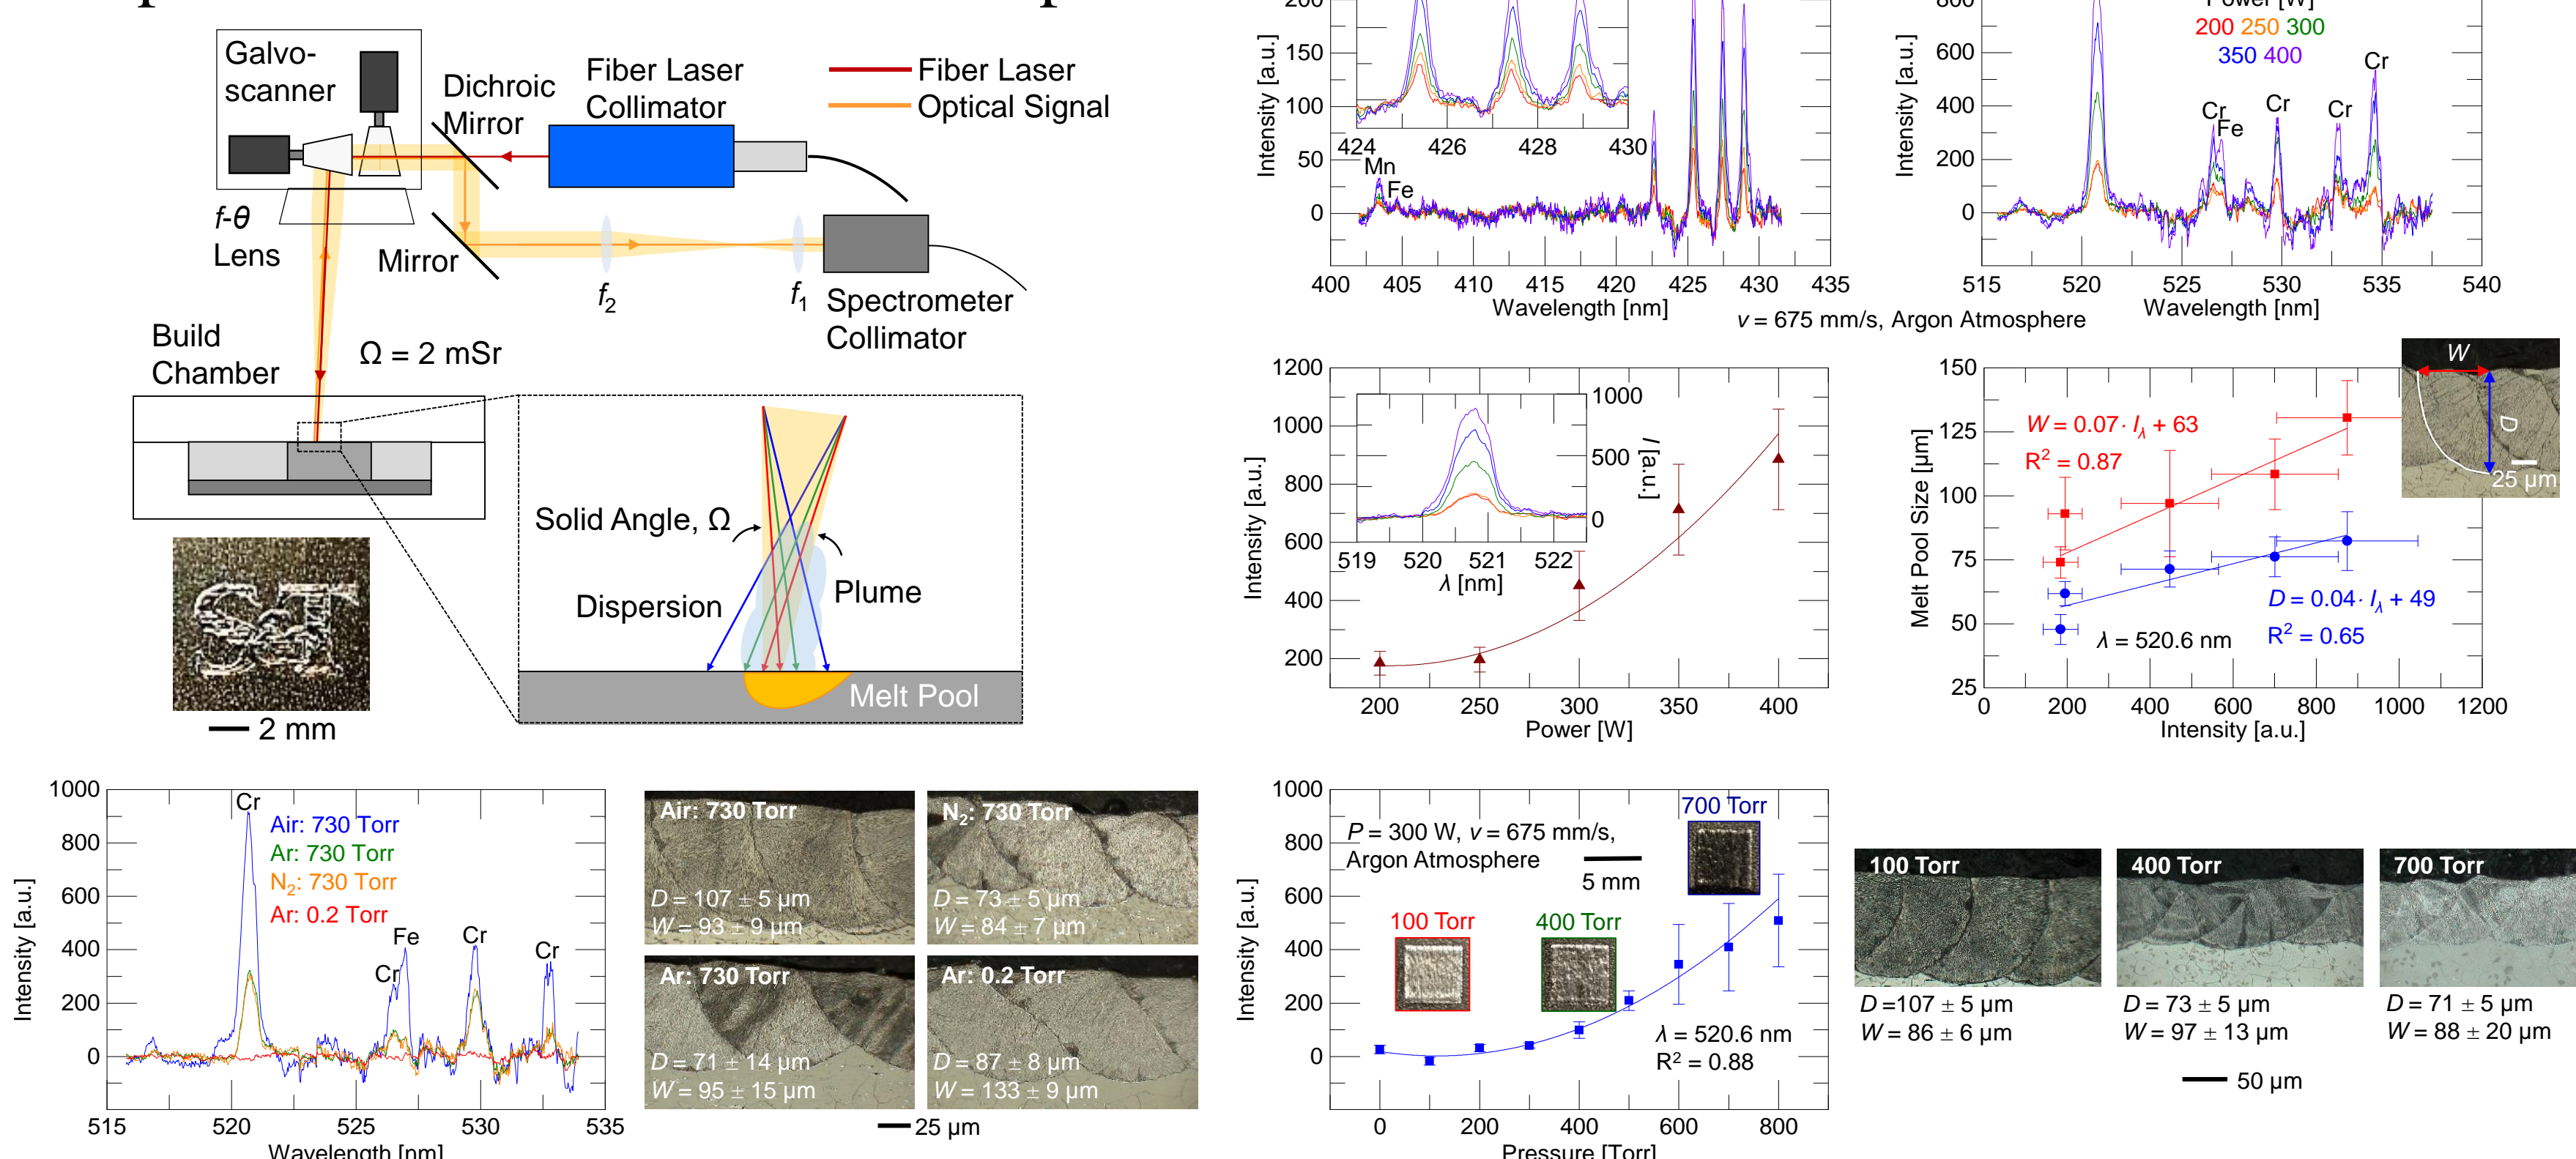 Galvo-
scanner
Dichroic
Mirror
Fiber Laser
Collimator
Fiber Laser
Optical Signal
f-θ
Lens
Mirror
f2
f1
Spectrometer
Collimator
Build
Chamber
Ω = 2 mSr
Solid Angle, Ω
Dispersion
Plume
Melt Pool
2 mm
Intensity [a.u.]
200
150
100
50
0
424
426
428
430
Mn
Fe
400
405
410
415
420
425
430
435
Wavelength [nm]
Intensity [a.u.]
800
600
400
200
0
Power [W]
200 250 300
350 400
Cr
Fe
Cr
Cr
Cr
515
520
525
530
535
540
Wavelength [nm]
v = 675 mm/s, Argon Atmosphere
Intensity [a.u.]
1200
1000
800
600
400
200
1000
500
0
I [a.u.]
519
520
521
522
λ [nm]
200
250
300
350
400
Power [W]
Melt Pool Size [µm]
150
125
100
75
50
25
W = 0.07· Iλ + 63
R2 = 0.87
W
D
25 µm
D = 0.04· Iλ + 49
R2 = 0.65
λ = 520.6 nm
0
200
400
600
800
1000
1200
Intensity [a.u.]
Intensity [a.u.]
1000
800
600
400
200
0
Cr
Air: 730 Torr
Ar: 730 Torr
N2: 730 Torr
Ar: 0.2 Torr
Cr
Fe
Cr
Cr
515
520
525
530
535
Wavelength [nm]
Air: 730 Torr
D = 107 ± 5 µm
W = 93 ± 9 µm
N2: 730 Torr
D = 73 ± 5 µm
W = 84 ± 7 µm
Ar: 730 Torr
D = 71 ± 14 µm
W = 95 ± 15 µm
Ar: 0.2 Torr
D = 87 ± 8 µm
W = 133 ± 9 µm
25 µm
Intensity [a.u.]
1000
800
600
400
200
0
P = 300 W, v = 675 mm/s,
Argon Atmosphere
5 mm
700 Torr
100 Torr
400 Torr
λ = 520.6 nm
R2 = 0.88
0
200
400
600
800
Pressure [Torr]
100 Torr
D =107 ± 5 µm
W = 86 ± 6 µm
400 Torr
D = 73 ± 5 µm
W = 97 ± 13 µm
700 Torr
D = 71 ± 5 µm
W = 88 ± 20 µm
50 µm